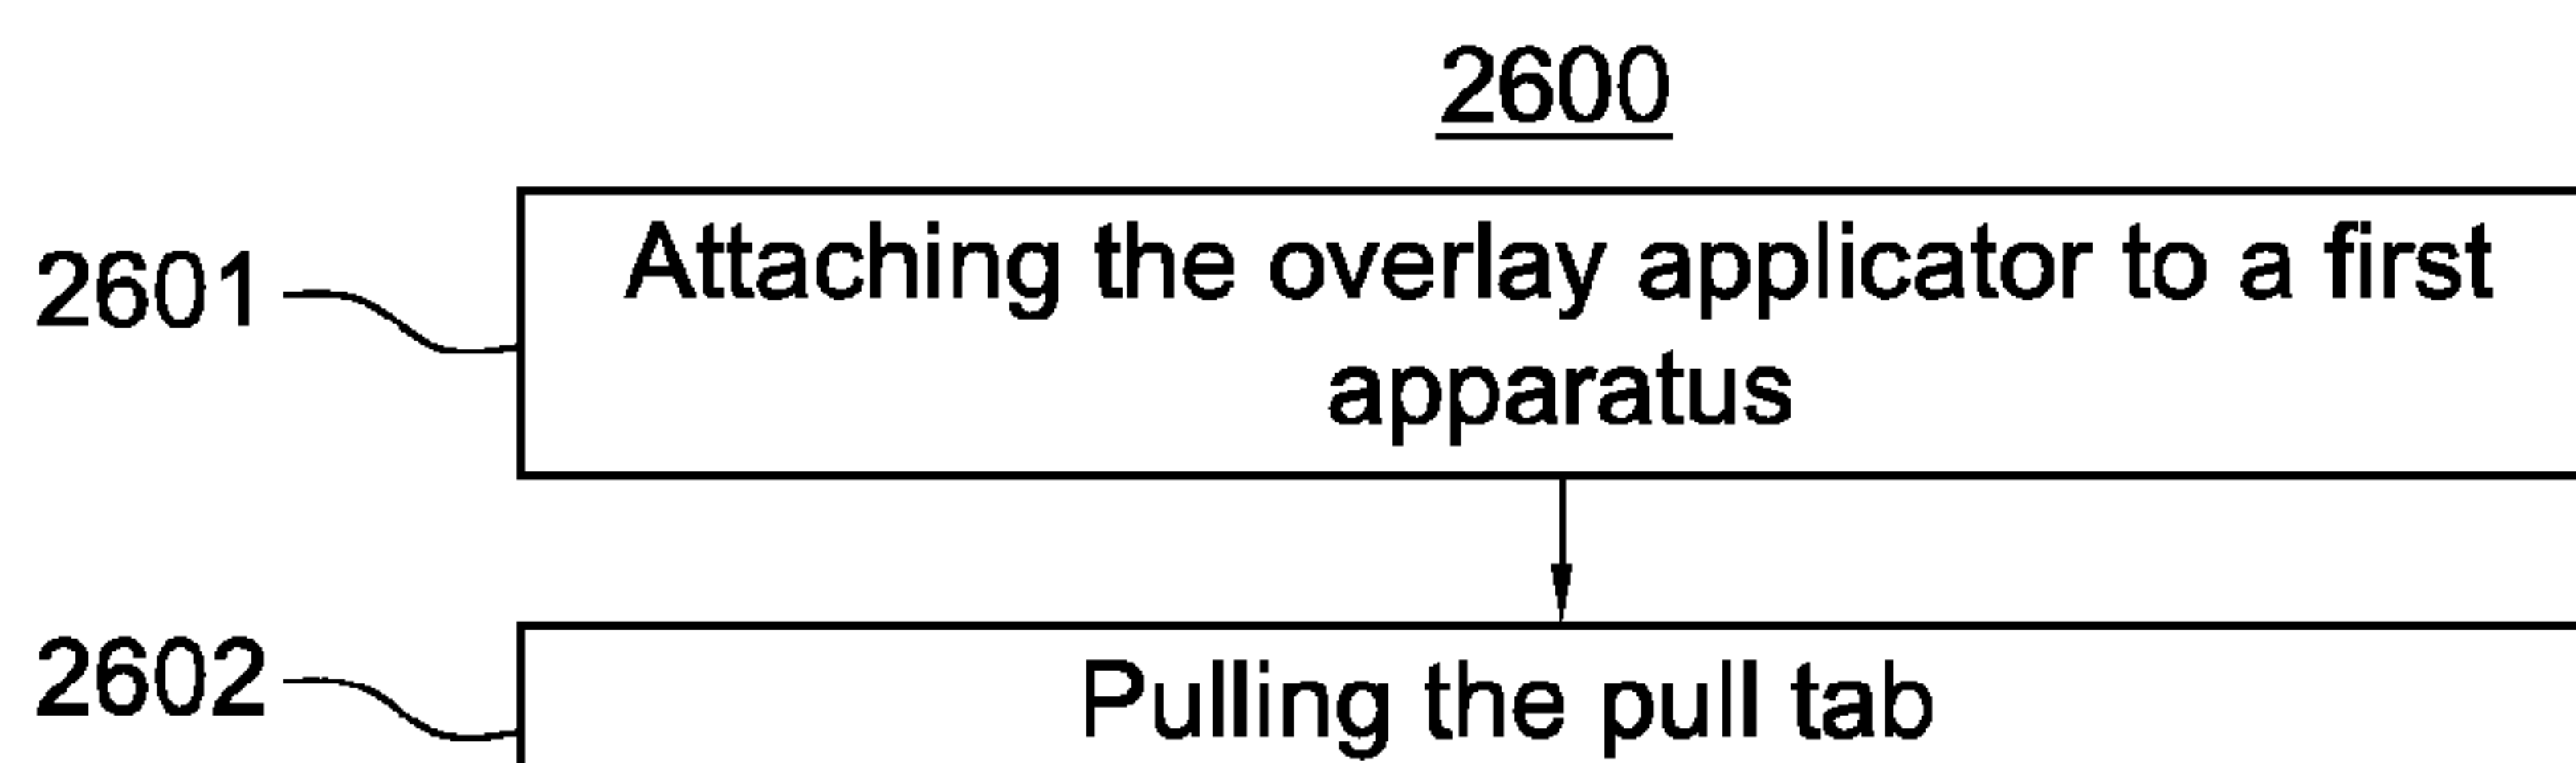 2600
2601
Attaching the overlay applicator to a first
apparatus
2602
Pulling the pull tab